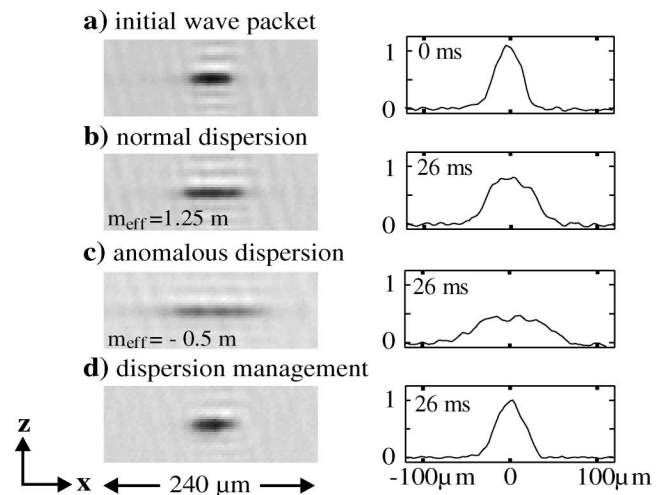 a) initial wave packet
1
0
0 ms
b) normal dispersion
m_eff =1.25 m
1
0
26 ms
c) anomalous dispersion
m_eff = - 0.5 m
1
0
26 ms
d) dispersion management
1
0
26 ms
z
x
240 µm
-100µm 0 100µm